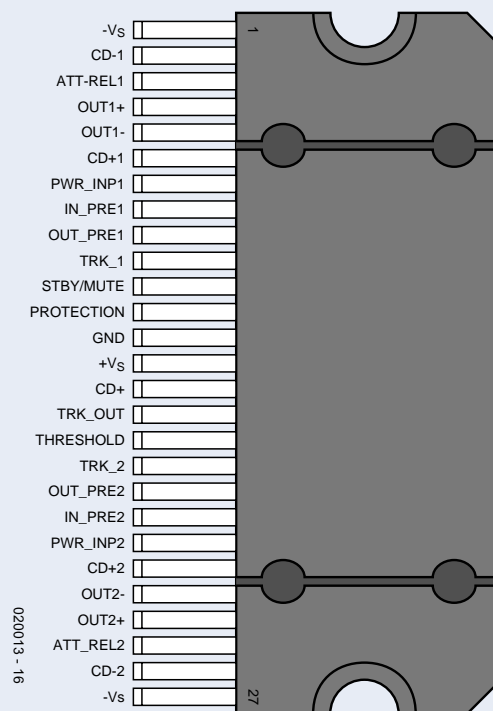 -VS
CD-1
ATT-REL1
OUT1+
OUT1-
CD+1
PWR_INP1
IN_PRE1
OUT_PRE1
TRK_1
STBY/MUTE
PROTECTION
GND
+VS
CD+
TRK_OUT
THRESHOLD
TRK_2
OUT_PRE2
IN_PRE2
PWR_INP2
CD+2
OUT2-
OUT2+
ATT_REL2
CD-2
-Vs
1
27
020013 - 16